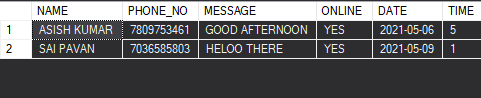 NAME PHONE_NO MESSAGE ONLINE DATE TIME
1 ASISH KUMAR 7809753461 GOOD AFTERNOON YES 2021-05-06 5
2 SAI PAVAN 7036585803 HELOO THERE YES 2021-05-09 1